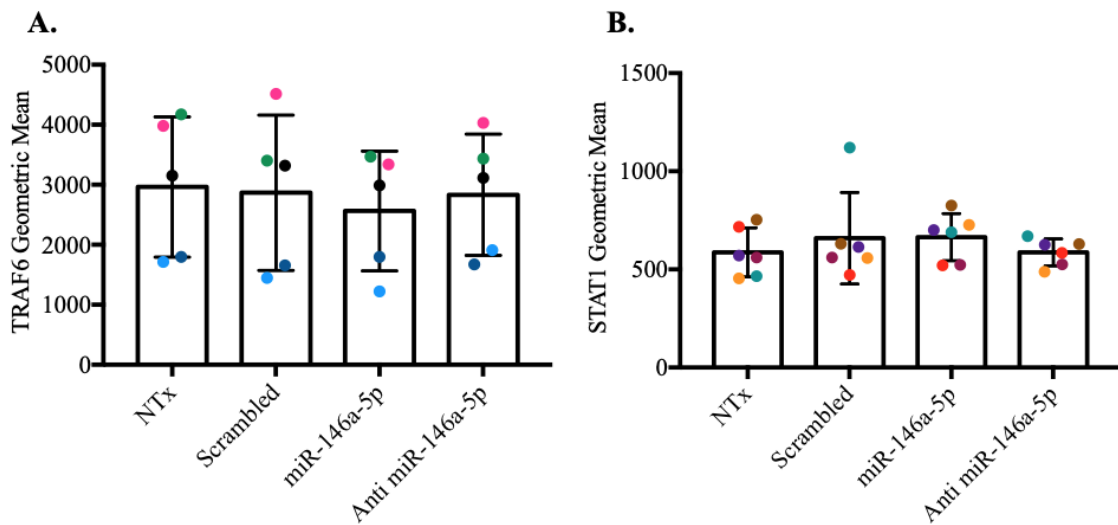 A.
TRAF6 Geometric Mean
5000
4000
3000
2000
1000
0
NTx
Scrambled
miR-146a-5p
Anti miR-146a-5p
B.
STAT1 Geometric Mean
1500
1000
500
0
NTx
Scrambled
miR-146a-5p
Anti miR-146a-5p